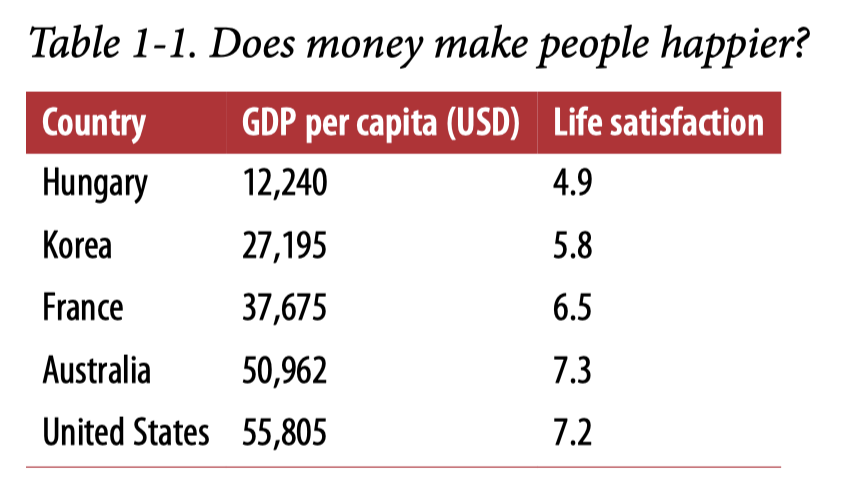 Table 1-1. Does money make people happier?
Country GDP per capita (USD) Life satisfaction
Hungary 12,240 4.9
Korea 27,195 5.8
France 37,675 6.5
Australia 50,962 7.3
United States 55,805 7.2